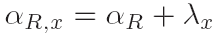 α_{R,x} = α_R + λ_x